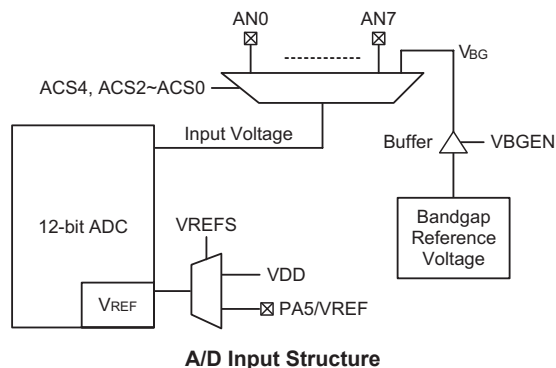 AN0
AN7
VBG
ACS4, ACS2~ACS0
Input Voltage
Buffer
VBGEN
12-bit ADC
VREFS
Bandgap
Reference
Voltage
VDD
VREF
PA5/VREF
A/D Input Structure